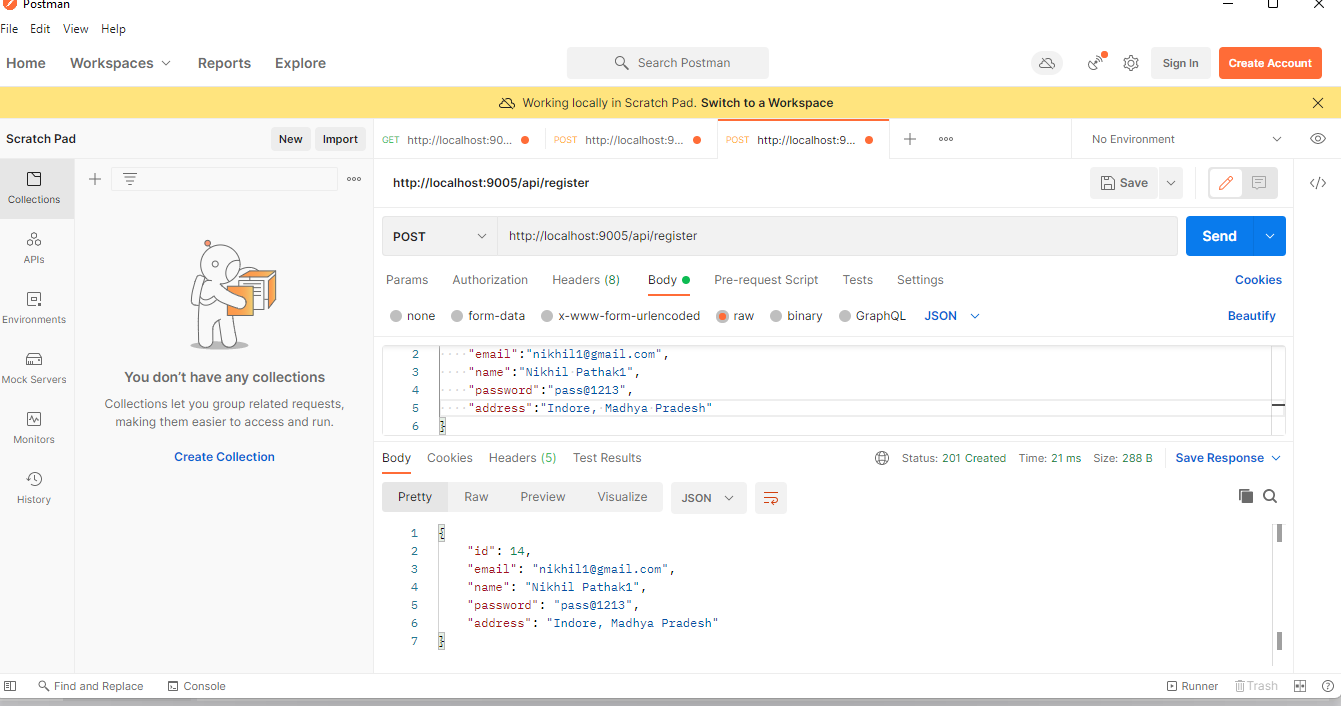 Postman
File Edit View Help
Home Workspaces Reports Explore
Search Postman
Sign In
Create Account
Working locally in Scratch Pad. Switch to a Workspace
Scratch Pad
New
Import
GET http://localhost:90...
POST http://localhost:9...
POST http://localhost:9...
No Environment
Collections
APIs
Environments
Mock Servers
Monitors
History
You don't have any collections
Collections let you group related requests,
making them easier to access and run.
Create Collection
http://localhost:9005/api/register
Save
POST
http://localhost:9005/api/register
Send
Params Authorization Headers (8) Body Pre-request Script Tests Settings
Cookies
none form-data x-www-form-urlencoded raw binary GraphQL JSON
Beautify
2 "email":"nikhil1@gmail.com",
3 "name":"Nikhil Pathak1",
4 "password":"pass@1213",
5 "address":"Indore, Madhya Pradesh"
6 }
Body Cookies Headers (5) Test Results
Status: 201 Created Time: 21 ms Size: 288 B
Save Response
Pretty Raw Preview Visualize JSON
1 {
2 "id": 14,
3 "email": "nikhil1@gmail.com",
4 "name": "Nikhil Pathak1",
5 "password": "pass@1213",
6 "address": "Indore, Madhya Pradesh"
7 }
Find and Replace
Console
Runner
Trash